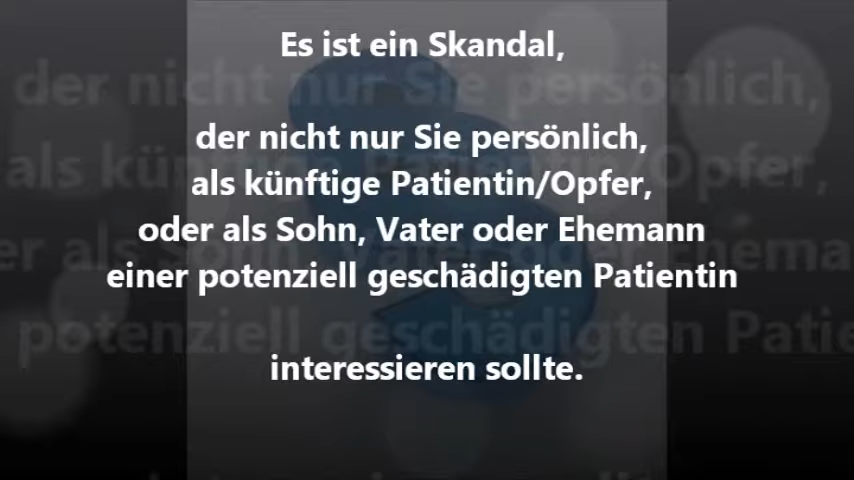 Es ist ein Skandal,
der nicht nur Sie persönlich,
als künftige Patientin/Opfer,
oder als Sohn, Vater oder Ehemann
einer potenziell geschädigten Patientin
interessieren sollte.